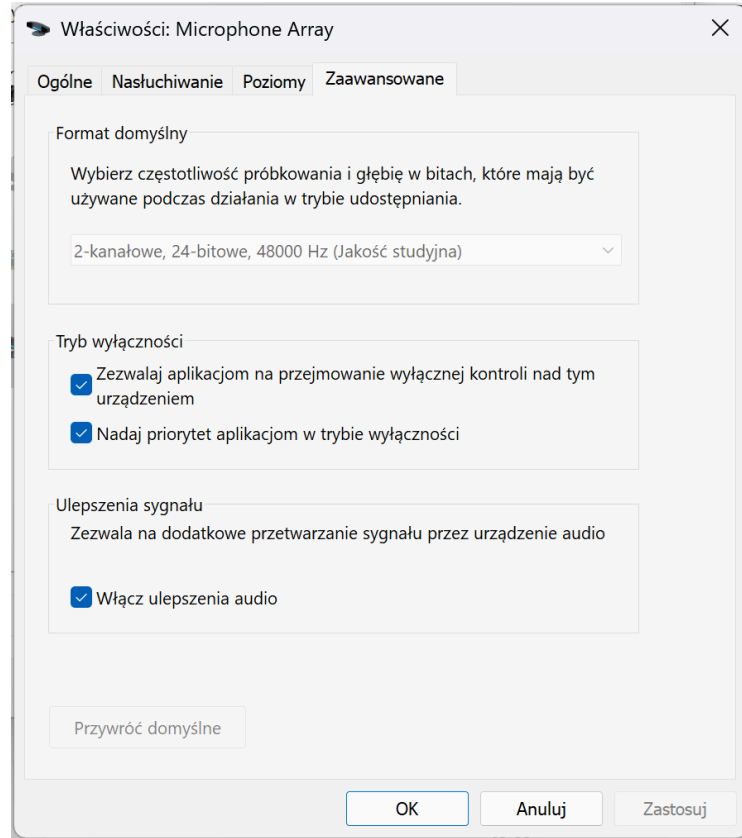 Właściwości: Microphone Array
Ogólne
Nasłuchiwanie
Poziomy
Zaawansowane
Format domyślny
Wybierz częstotliwość próbkowania i głębię w bitach, które mają być
używane podczas działania w trybie udostępniania.
2-kanałowe, 24-bitowe, 48000 Hz (Jakość studyjna)
Tryb wyłączności
Zezwalaj aplikacjom na przejmowanie wyłącznej kontroli nad tym
urządzeniem
Nadaj priorytet aplikacjom w trybie wyłączności
Ulepszenia sygnału
Zezwala na dodatkowe przetwarzanie sygnału przez urządzenie audio
Włącz ulepszenia audio
Przywróć domyślne
OK
Anuluj
Zastosuj